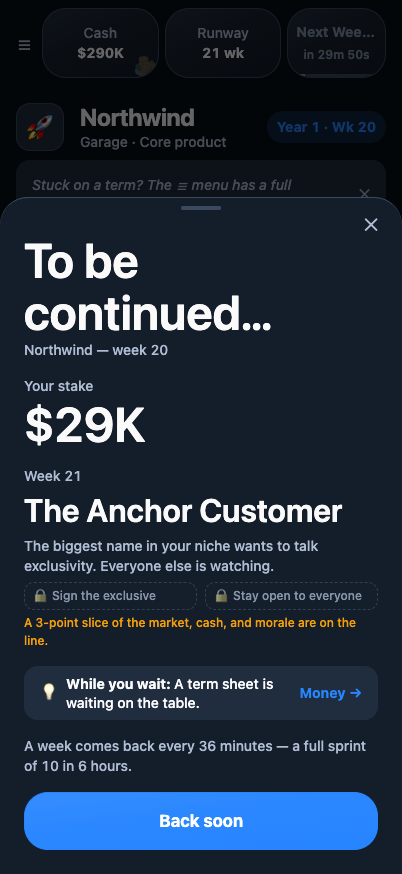 Cash
$290K
Runway
21 wk
Next Wee...
in 29m 50s
Northwind
Garage · Core product
Year 1 · Wk 20
Stuck on a term? The ≡ menu has a full
To be
continued...
Northwind — week 20
Your stake
$29K
Week 21
The Anchor Customer
The biggest name in your niche wants to talk
exclusivity. Everyone else is watching.
Sign the exclusive
Stay open to everyone
A 3-point slice of the market, cash, and morale are on the
line.
While you wait: A term sheet is
waiting on the table.
Money →
A week comes back every 36 minutes — a full sprint
of 10 in 6 hours.
Back soon